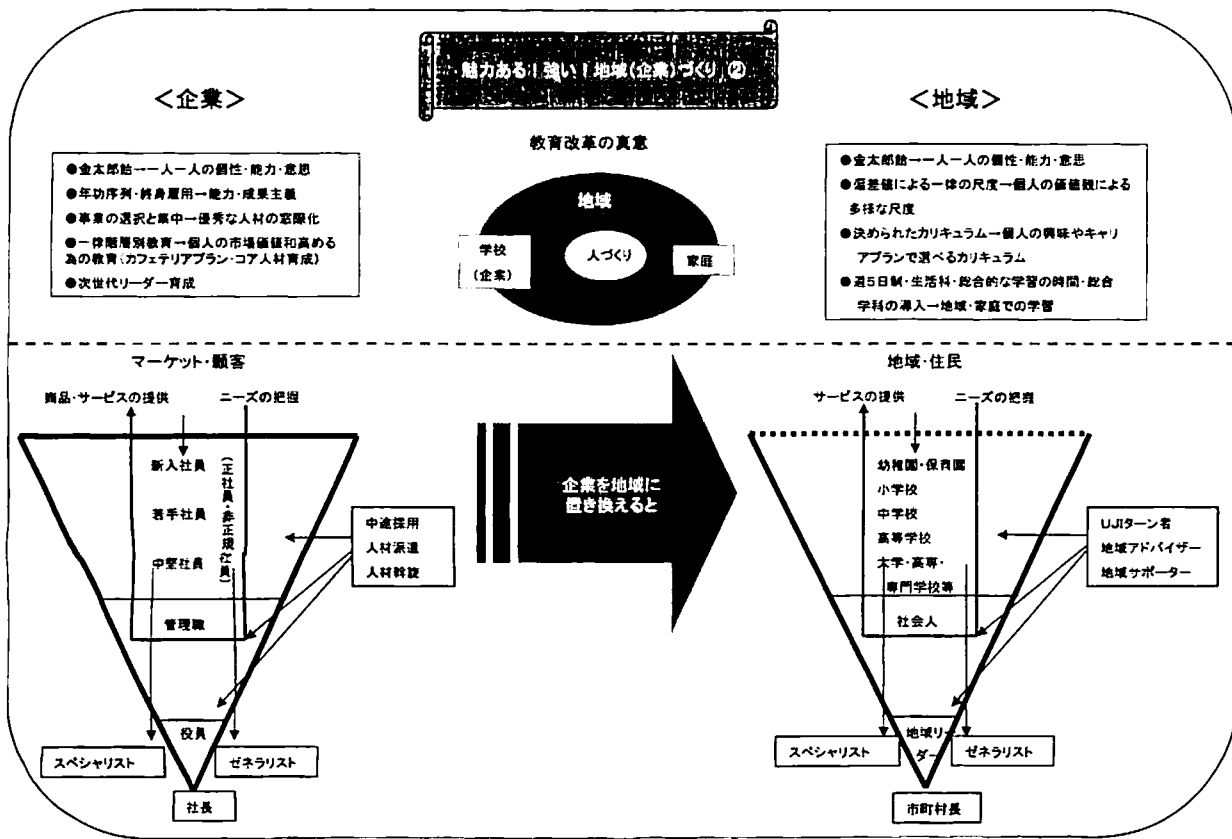 魅力ある!強い!地域(企業)づくり ②
<企業>
<地域>
教育改革の真意
●金太郎飴→一人一人の個性・能力・意思
●年功序列・終身雇用→能力・成果主義
●事業の選択と集中→優秀な人材の窓際化
●一律階層別教育→個人の市場価値和高める
為の教育(カフェテリアプラン・コア人材育成)
●次世代リーダー育成
地域
学校
(企業)
人づくり
家庭
●金太郎飴→一人一人の個性・能力・意思
●偏差値による一律の尺度→個人の価値観による
多様な尺度
●決められたカリキュラム→個人の興味やキャリ
アプランで選べるカリキュラム
●週5日制・生活科・総合的な学習の時間・総合
学科の導入→地域・家庭での学習
マーケット・顧客
商品・サービスの提供
ニーズの把握
新入社員
若手社員
中堅社員
(正社員・非正規社員)
管理職
役員
スペシャリスト
ゼネラリスト
社長
中途採用
人材派遣
人材斡旋
企業を地域に
置き換えると
地域・住民
サービスの提供
ニーズの把握
幼稚園・保育園
小学校
中学校
高等学校
大学・高専・
専門学校等
社会人
地域リー
ダー
スペシャリスト
ゼネラリスト
市町村長
UJIターン者
地域アドバイザー
地域サポーター